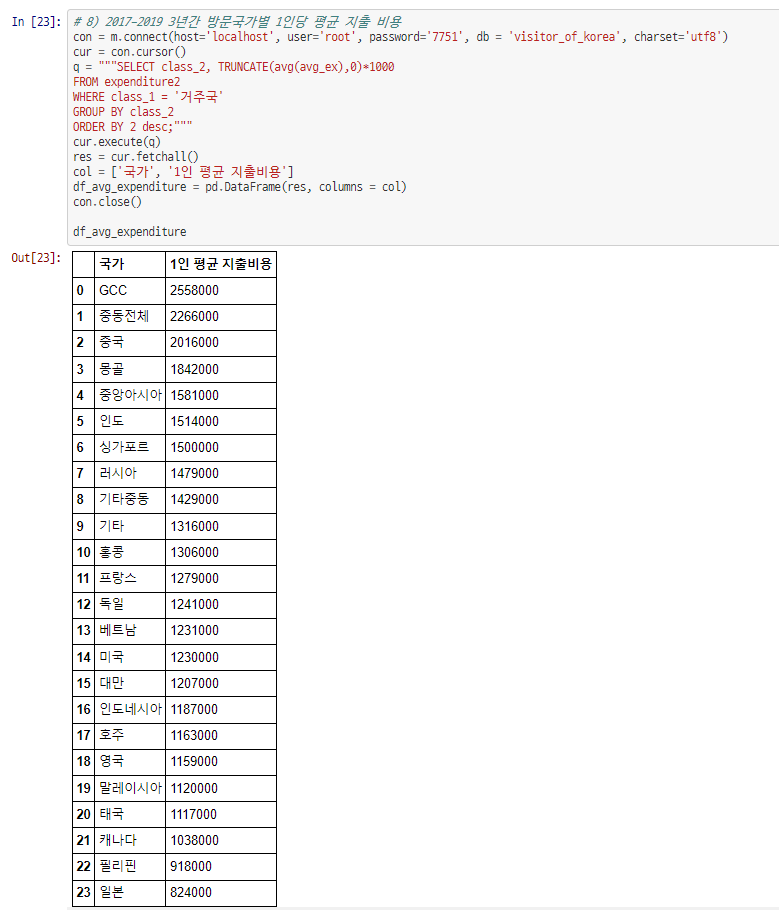 In [23]:
# 8) 2017-2019 3년간 방문국가별 1인당 평균 지출 비용
con = m.connect(host='localhost', user='root', password='7751', db = 'visitor_of_korea', charset='utf8')
cur = con.cursor()
q = """SELECT class_2, TRUNCATE(avg(avg_ex),0)*1000
FROM expenditure2
WHERE class_1 = '거주국'
GROUP BY class_2
ORDER BY 2 desc;"""
cur.execute(q)
res = cur.fetchall()
col = ['국가', '1인 평균 지출비용']
df_avg_expenditure = pd.DataFrame(res, columns = col)
con.close()
df_avg_expenditure
Out[23]:
국가 1인 평균 지출비용
0 GCC 2558000
1 중동전체 2266000
2 중국 2016000
3 몽골 1842000
4 중앙아시아 1581000
5 인도 1514000
6 싱가포르 1500000
7 러시아 1479000
8 기타중동 1429000
9 기타 1316000
10 홍콩 1306000
11 프랑스 1279000
12 독일 1241000
13 베트남 1231000
14 미국 1230000
15 대만 1207000
16 인도네시아 1187000
17 호주 1163000
18 영국 1159000
19 말레이시아 1120000
20 태국 1117000
21 캐나다 1038000
22 필리핀 918000
23 일본 824000